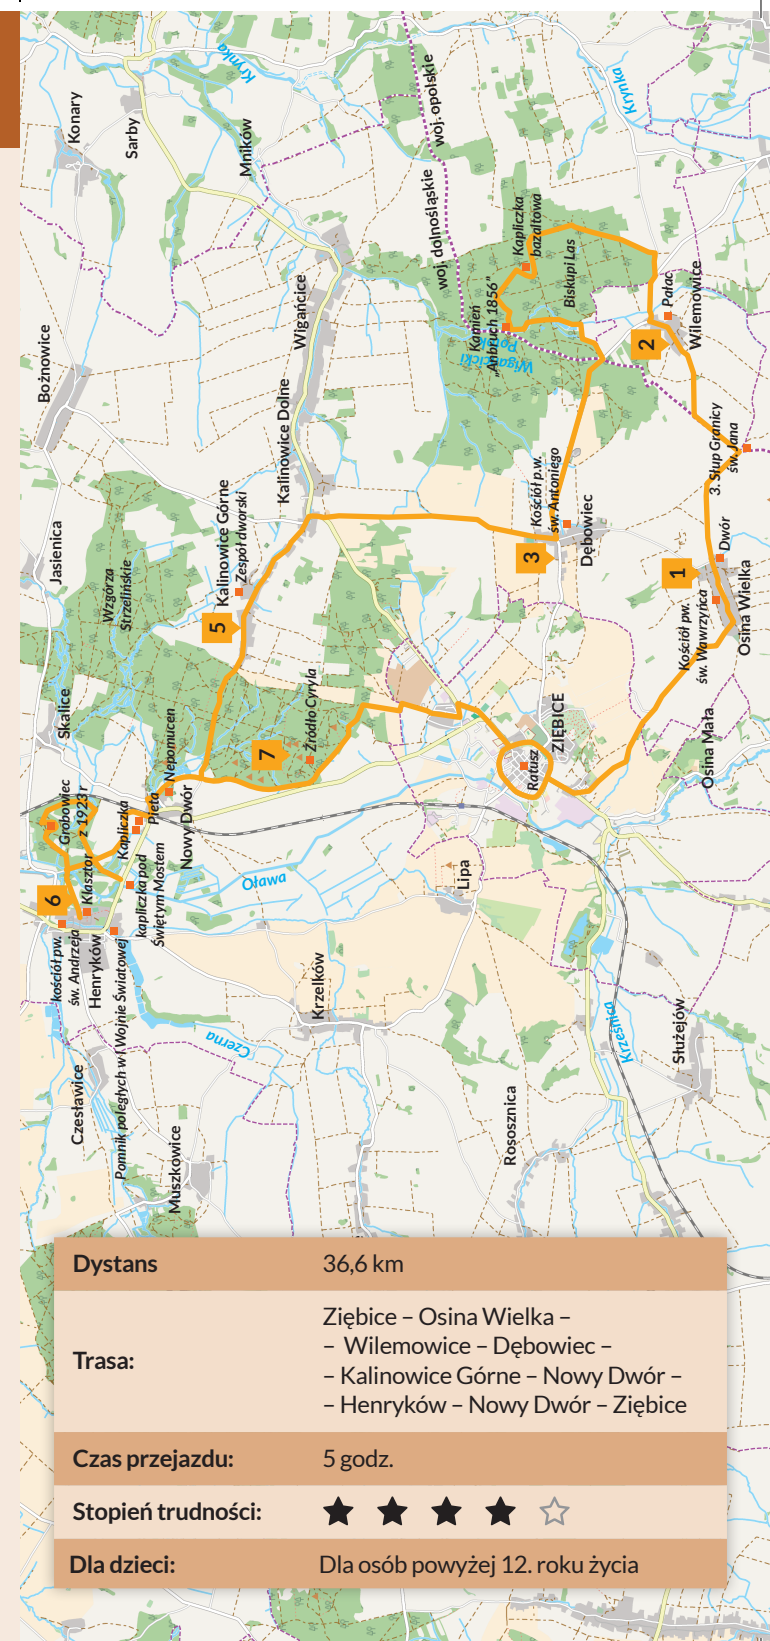 Konary
Sarby
Krynka
Mników
woj. opolskie
woj. dolnośląskie
Krynka
Bożnowice
Wigańcice
Kalinowice Dolne
Kapliczka
bazaltowa
Biskupi Las
Kamień
„Anbruch 1856”
Wigancicki
Potok
Pałac
2
Wilemowice
3. Słup Granicy
św. Jana
Jasienica
Wzgórza
Strzelińskie
Kalinowice Górne
Zespół dworski
5
Kościół p.w.
św. Antoniego
3
Dębowiec
1
Dwór
Kościół pw.
św. Wawrzyńca
Osina Wielka
Skalice
Nepomucen
7
Źródło Cyryla
ZIĘBICE
Ratusz
Osina Mała
Grobowiec
z 1923 r
Kapliczka
Pieta
Nowy Dwór
6
Klasztor
kościół pw.
św. Andrzeja
Henryków
kapliczka pod
Świętym Mostem
Pomnik poległych w I Wojnie Światowej
Oława
Lipa
Krzelków
Czerna
Krzesnica
Służejów
Czesławice
Muszkowice
Rososznica
Dystans 36,6 km
Trasa: Ziębice – Osina Wielka –
– Wilemowice – Dębowiec –
– Kalinowice Górne – Nowy Dwór –
– Henryków – Nowy Dwór – Ziębice
Czas przejazdu: 5 godz.
Stopień trudności:
Dla dzieci: Dla osób powyżej 12. roku życia